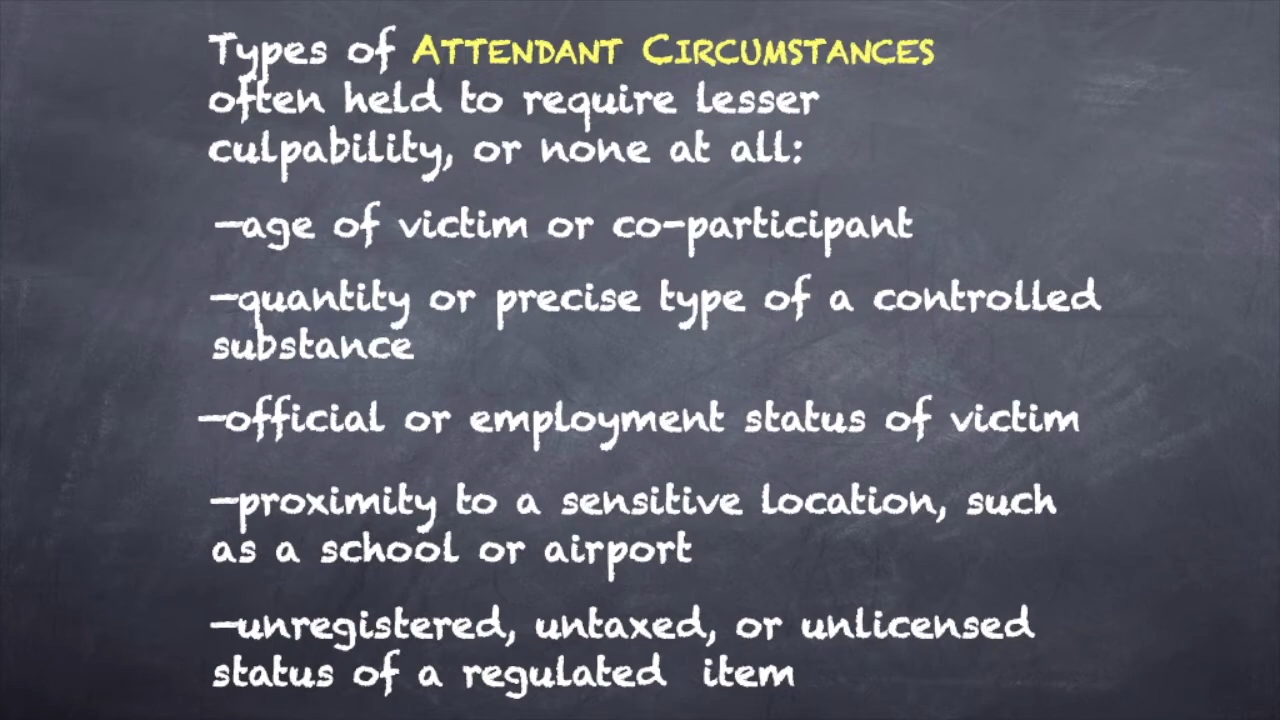 Types of ATTENDANT CIRCUMSTANCES
often held to require lesser
culpability, or none at all:
—age of victim or co-participant
—quantity or precise type of a controlled
substance
—official or employment status of victim
—proximity to a sensitive location, such
as a school or airport
—unregistered, untaxed, or unlicensed
status of a regulated item